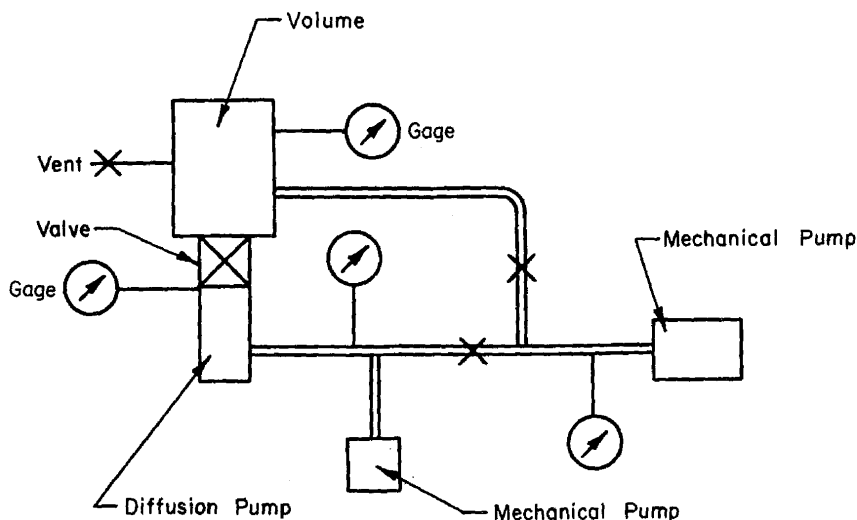 Volume
Gage
Vent
Valve
Mechanical Pump
Gage
Diffusion Pump
Mechanical Pump